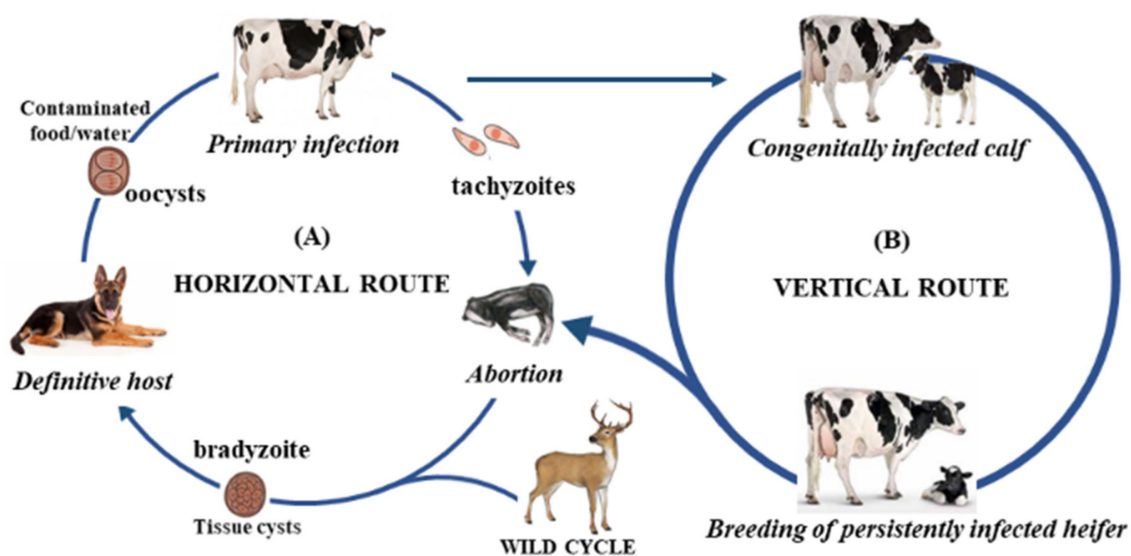 Contaminated
food/water
oocysts
Primary infection
tachyzoites
(A)
HORIZONTAL ROUTE
Definitive host
Abortion
bradyzoite
Tissue cysts
WILD CYCLE
Congenitally infected calf
(B)
VERTICAL ROUTE
Breeding of persistently infected heifer